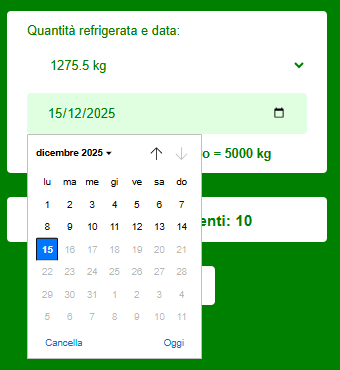 Quantità refrigerata e data:
1275.5 kg
15/12/2025
dicembre 2025
o = 5000 kg
lu ma me gi ve sa do
1 2 3 4 5 6 7
8 9 10 11 12 13 14
15 16 17 18 19 20 21
22 23 24 25 26 27 28
29 30 31 1 2 3 4
5 6 7 8 9 10 11
enti: 10
Cancella Oggi